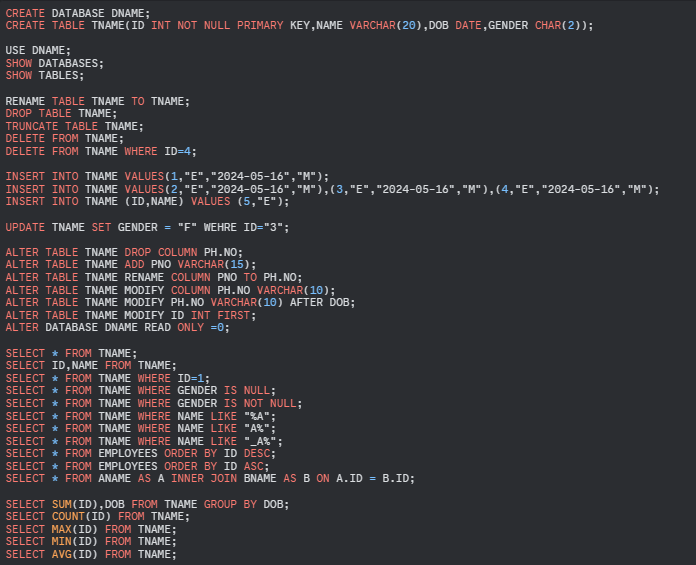 CREATE DATABASE DNAME;
CREATE TABLE TNAME(ID INT NOT NULL PRIMARY KEY,NAME VARCHAR(20),DOB DATE,GENDER CHAR(2));
USE DNAME;
SHOW DATABASES;
SHOW TABLES;
RENAME TABLE TNAME TO TNAME;
DROP TABLE TNAME;
TRUNCATE TABLE TNAME;
DELETE FROM TNAME;
DELETE FROM TNAME WHERE ID=4;
INSERT INTO TNAME VALUES(1,"E","2024-05-16","M");
INSERT INTO TNAME VALUES(2,"E","2024-05-16","M"),(3,"E","2024-05-16","M"),(4,"E","2024-05-16","M");
INSERT INTO TNAME (ID,NAME) VALUES (5,"E");
UPDATE TNAME SET GENDER = "F" WEHRE ID="3";
ALTER TABLE TNAME DROP COLUMN PH.NO;
ALTER TABLE TNAME ADD PNO VARCHAR(15);
ALTER TABLE TNAME RENAME COLUMN PNO TO PH.NO;
ALTER TABLE TNAME MODIFY COLUMN PH.NO VARCHAR(10);
ALTER TABLE TNAME MODIFY PH.NO VARCHAR(10) AFTER DOB;
ALTER TABLE TNAME MODIFY ID INT FIRST;
ALTER DATABASE DNAME READ ONLY =0;
SELECT * FROM TNAME;
SELECT ID,NAME FROM TNAME;
SELECT * FROM TNAME WHERE ID=1;
SELECT * FROM TNAME WHERE GENDER IS NULL;
SELECT * FROM TNAME WHERE GENDER IS NOT NULL;
SELECT * FROM TNAME WHERE NAME LIKE "%A";
SELECT * FROM TNAME WHERE NAME LIKE "A%";
SELECT * FROM TNAME WHERE NAME LIKE "_A%";
SELECT * FROM EMPLOYEES ORDER BY ID DESC;
SELECT * FROM EMPLOYEES ORDER BY ID ASC;
SELECT * FROM ANAME AS A INNER JOIN BNAME AS B ON A.ID = B.ID;
SELECT SUM(ID),DOB FROM TNAME GROUP BY DOB;
SELECT COUNT(ID) FROM TNAME;
SELECT MAX(ID) FROM TNAME;
SELECT MIN(ID) FROM TNAME;
SELECT AVG(ID) FROM TNAME;